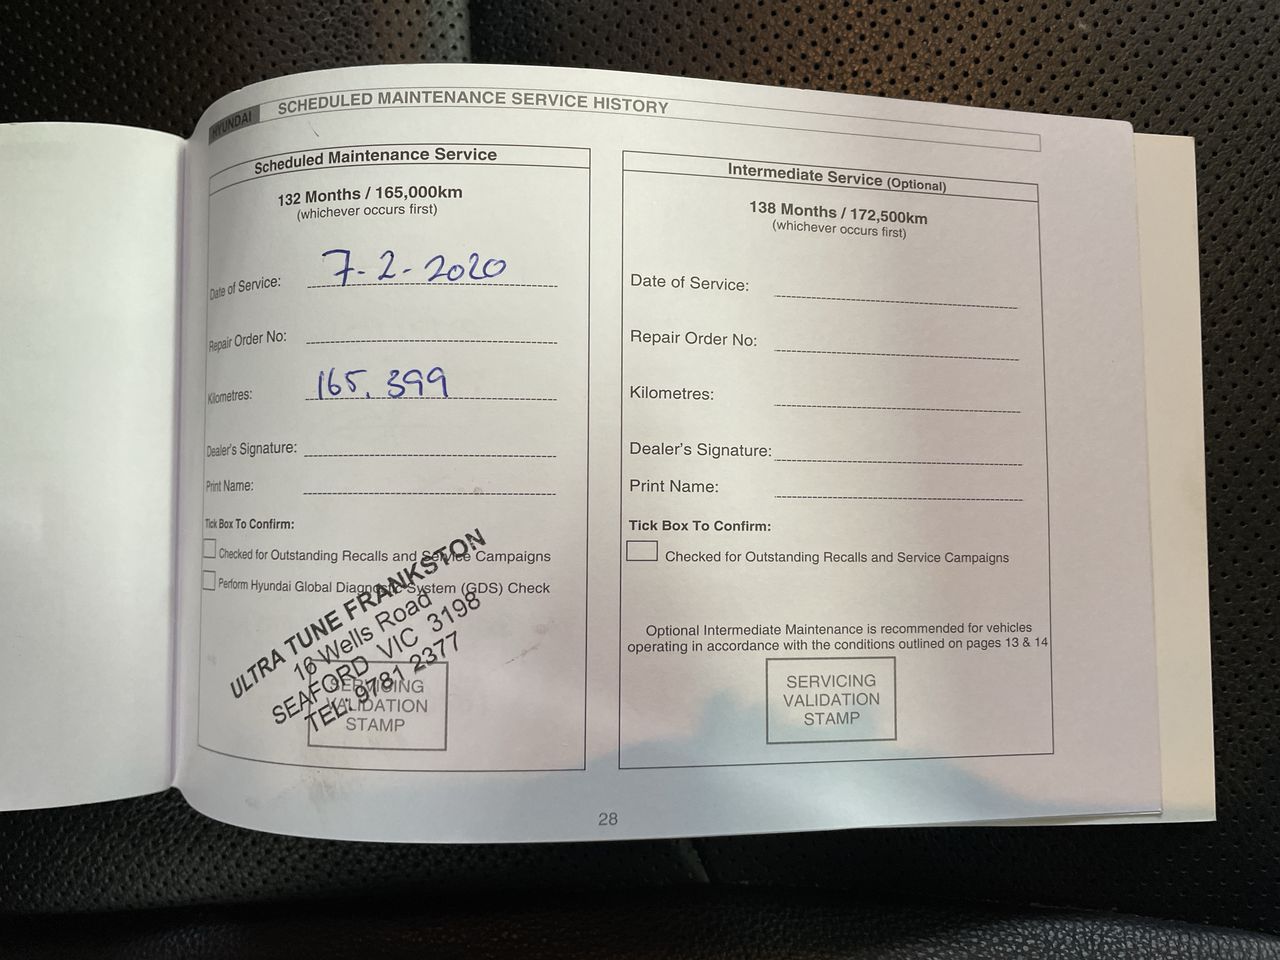 HYUNDAI SCHEDULED MAINTENANCE SERVICE HISTORY
Scheduled Maintenance Service
132 Months / 165,000km
(whichever occurs first)
Date of Service: 7-2-2020
Repair Order No:
Kilometres: 165,399
Dealer's Signature:
Print Name:
Tick Box To Confirm:
Checked for Outstanding Recalls and Service Campaigns
Perform Hyundai Global Diagnostic System (GDS) Check
ULTRA TUNE FRANKSTON
16 Wells Road
SEAFORD VIC 3198
TEL: 9781 2377
SERVICING
VALIDATION
STAMP
Intermediate Service (Optional)
138 Months / 172,500km
(whichever occurs first)
Date of Service:
Repair Order No:
Kilometres:
Dealer's Signature:
Print Name:
Tick Box To Confirm:
Checked for Outstanding Recalls and Service Campaigns
Optional Intermediate Maintenance is recommended for vehicles
operating in accordance with the conditions outlined on pages 13 & 14
SERVICING
VALIDATION
STAMP
28